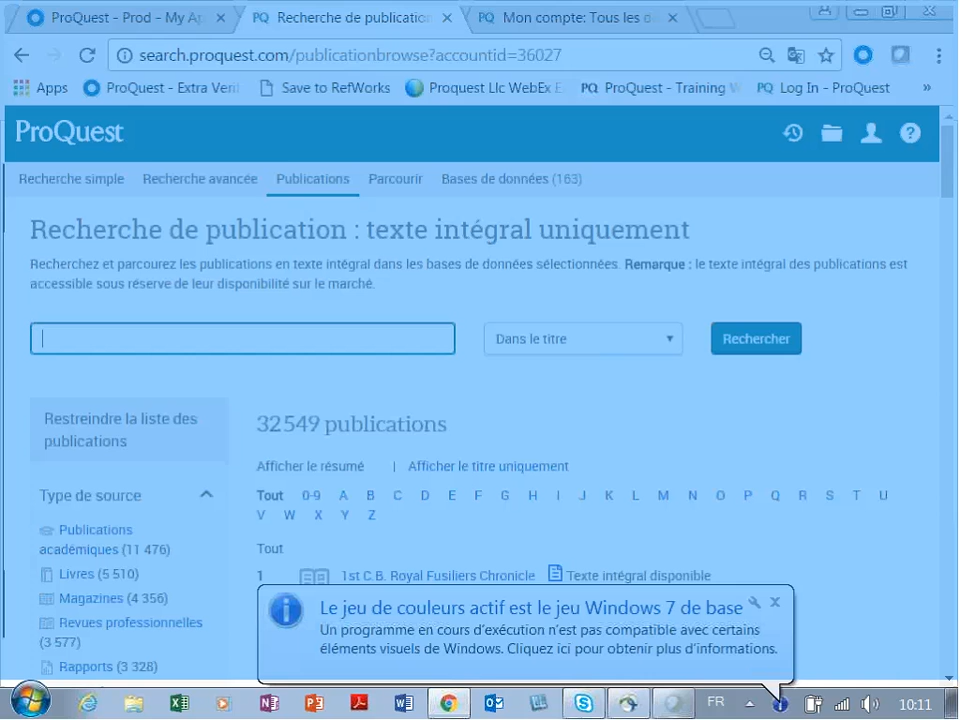 ProQuest - Prod - My Ap
PQ Recherche de publication
PQ Mon compte: Tous les d
search.proquest.com/publicationbrowse?accountid=36027
Apps ProQuest - Extra Veri Save to RefWorks Proquest Llc WebEx E PQ ProQuest - Training W PQ Log In - ProQuest »
ProQuest
Recherche simple Recherche avancée Publications Parcourir Bases de données (163)
Recherche de publication : texte intégral uniquement
Recherchez et parcourez les publications en texte intégral dans les bases de données sélectionnées. Remarque : le texte intégral des publications est
accessible sous réserve de leur disponibilité sur le marché.
Dans le titre Rechercher
Restreindre la liste des
publications
32 549 publications
Afficher le résumé | Afficher le titre uniquement
Type de source
Tout 0-9 A B C D E F G H I J K L M N O P Q R S T U
V W X Y Z
Publications
académiques (11 476)
Tout
Livres (5 510)
1 1st C.B. Royal Fusiliers Chronicle Texte intégral disponible
Magazines (4 356)
Revues professionnelles
(3 577)
Rapports (3 328)
Le jeu de couleurs actif est le jeu Windows 7 de base
Un programme en cours d'exécution n'est pas compatible avec certains
éléments visuels de Windows. Cliquez ici pour obtenir plus d'informations.
FR 10:11